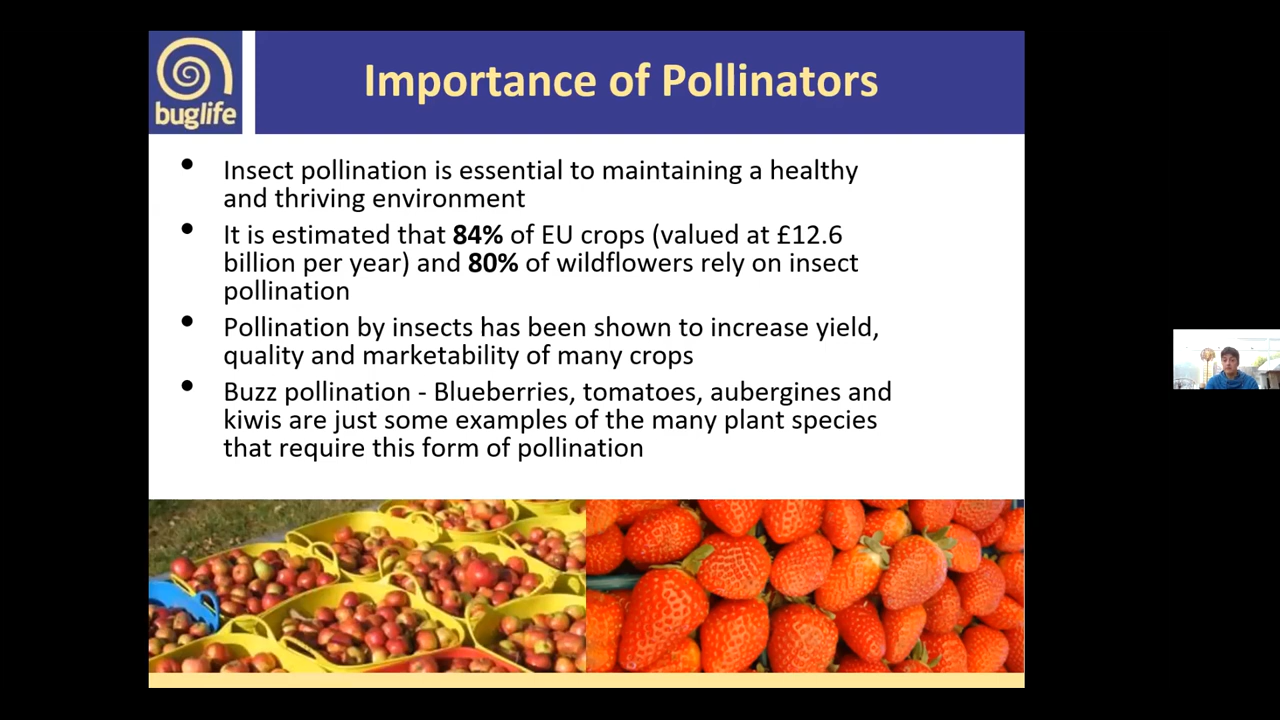 buglife
Importance of Pollinators
• Insect pollination is essential to maintaining a healthy
and thriving environment
• It is estimated that 84% of EU crops (valued at £12.6
billion per year) and 80% of wildflowers rely on insect
pollination
• Pollination by insects has been shown to increase yield,
quality and marketability of many crops
• Buzz pollination - Blueberries, tomatoes, aubergines and
kiwis are just some examples of the many plant species
that require this form of pollination